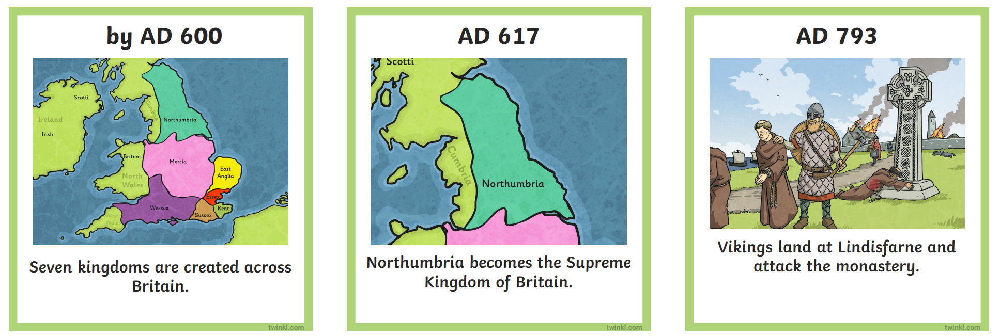 by AD 600
Scotti
Ireland
Irish
Cumbria
Northumbria
Britons
Mercia
North
Wales
East
Anglia
Essex
Wessex
Sussex
Kent
West
Wales
Seven kingdoms are created across
Britain.
twinkl.com
AD 617
Scotti
Cumbria
Northumbria
Northumbria becomes the Supreme
Kingdom of Britain.
twinkl.com
AD 793
Vikings land at Lindisfarne and
attack the monastery.
twinkl.com